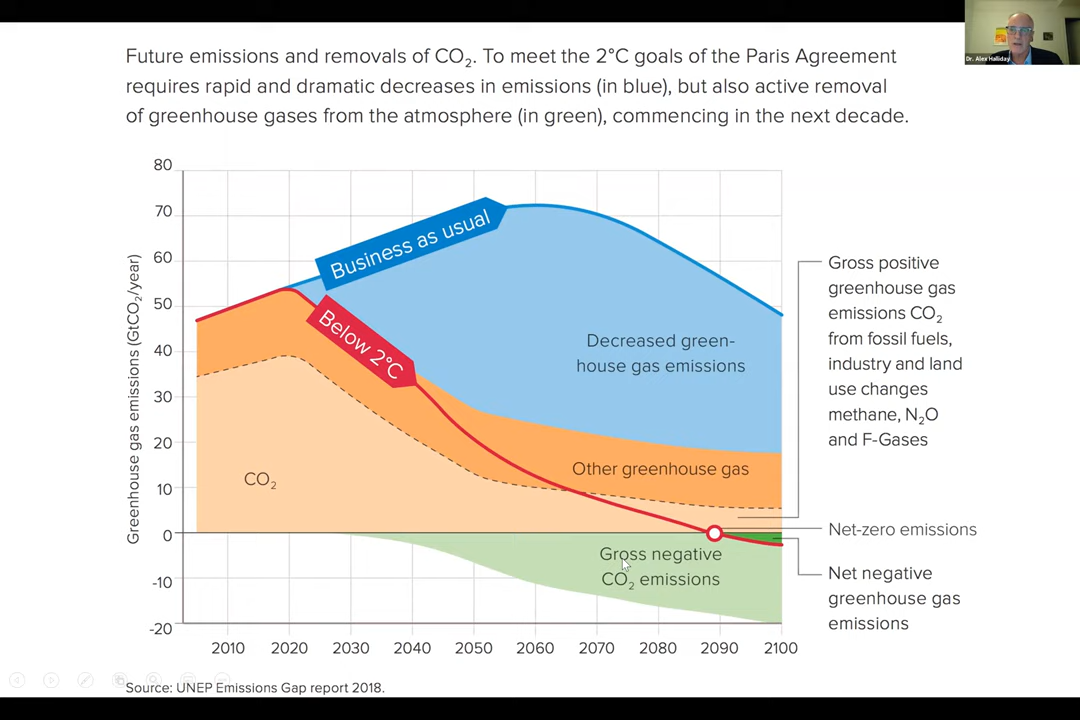 Dr. Alex Halliday
Future emissions and removals of CO₂. To meet the 2°C goals of the Paris Agreement
requires rapid and dramatic decreases in emissions (in blue), but also active removal
of greenhouse gases from the atmosphere (in green), commencing in the next decade.
80
70
60
50
40
30
20
10
0
-10
-20
Greenhouse gas emissions (GtCO₂/year)
Business as usual
Below 2°C
Decreased green-
house gas emissions
Other greenhouse gas
CO₂
Gross negative
CO₂ emissions
Gross positive
greenhouse gas
emissions CO₂
from fossil fuels,
industry and land
use changes
methane, N₂O
and F-Gases
Net-zero emissions
Net negative
greenhouse gas
emissions
2010 2020 2030 2040 2050 2060 2070 2080 2090 2100
Source: UNEP Emissions Gap report 2018.